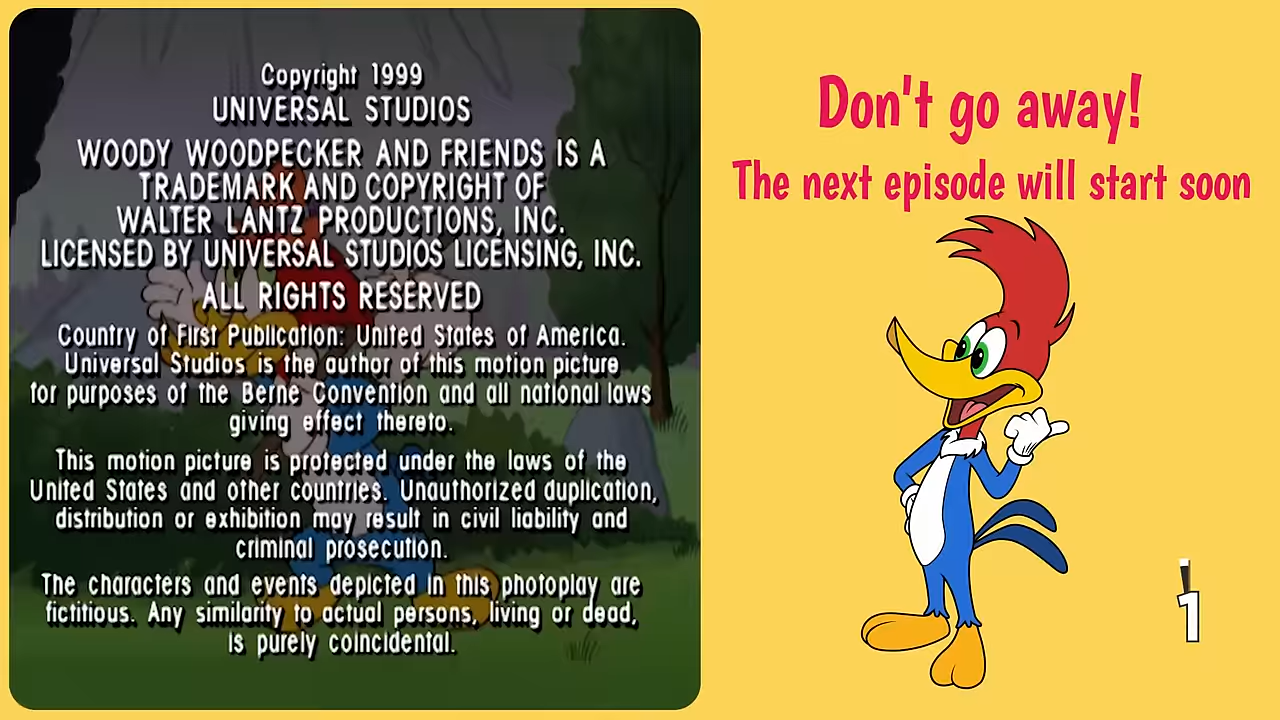 Copyright 1999
UNIVERSAL STUDIOS
WOODY WOODPECKER AND FRIENDS IS A
TRADEMARK AND COPYRIGHT OF
WALTER LANTZ PRODUCTIONS, INC.
LICENSED BY UNIVERSAL STUDIOS LICENSING, INC.
ALL RIGHTS RESERVED
Country of First Publication: United States of America.
Universal Studios is the author of this motion picture
for purposes of the Berne Convention and all national laws
giving effect thereto.
This motion picture is protected under the laws of the
United States and other countries. Unauthorized duplication,
distribution or exhibition may result in civil liability and
criminal prosecution.
The characters and events depicted in this photoplay are
fictitious. Any similarity to actual persons, living or dead,
is purely coincidental.
Don't go away!
The next episode will start soon
1